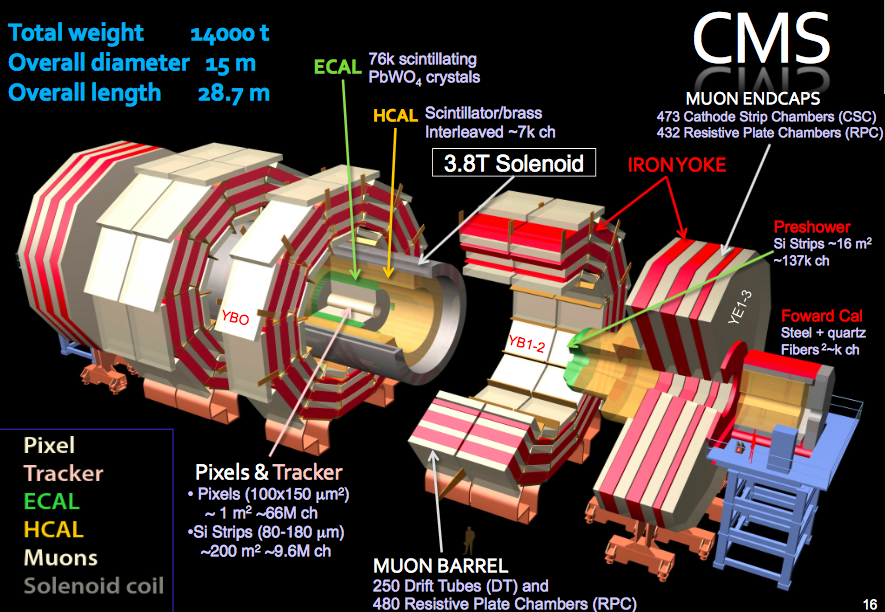 Total weight 14000 t
Overall diameter 15 m
Overall length 28.7 m
ECAL
76k scintillating
PbWO4 crystals
HCAL
Scintillator/brass
Interleaved ~7k ch
3.8T Solenoid
CMS
MUON ENDCAPS
473 Cathode Strip Chambers (CSC)
432 Resistive Plate Chambers (RPC)
IRON YOKE
Preshower
Si Strips ~16 m²
~137k ch
Foward Cal
Steel + quartz
Fibers 2~k ch
YBO
YB1-2
YE1-3
Pixels & Tracker
• Pixels (100x150 μm²)
~ 1 m² ~66M ch
•Si Strips (80-180 μm)
~200 m² ~9.6M ch
MUON BARREL
250 Drift Tubes (DT) and
480 Resistive Plate Chambers (RPC)
Pixel
Tracker
ECAL
HCAL
Muons
Solenoid coil
16